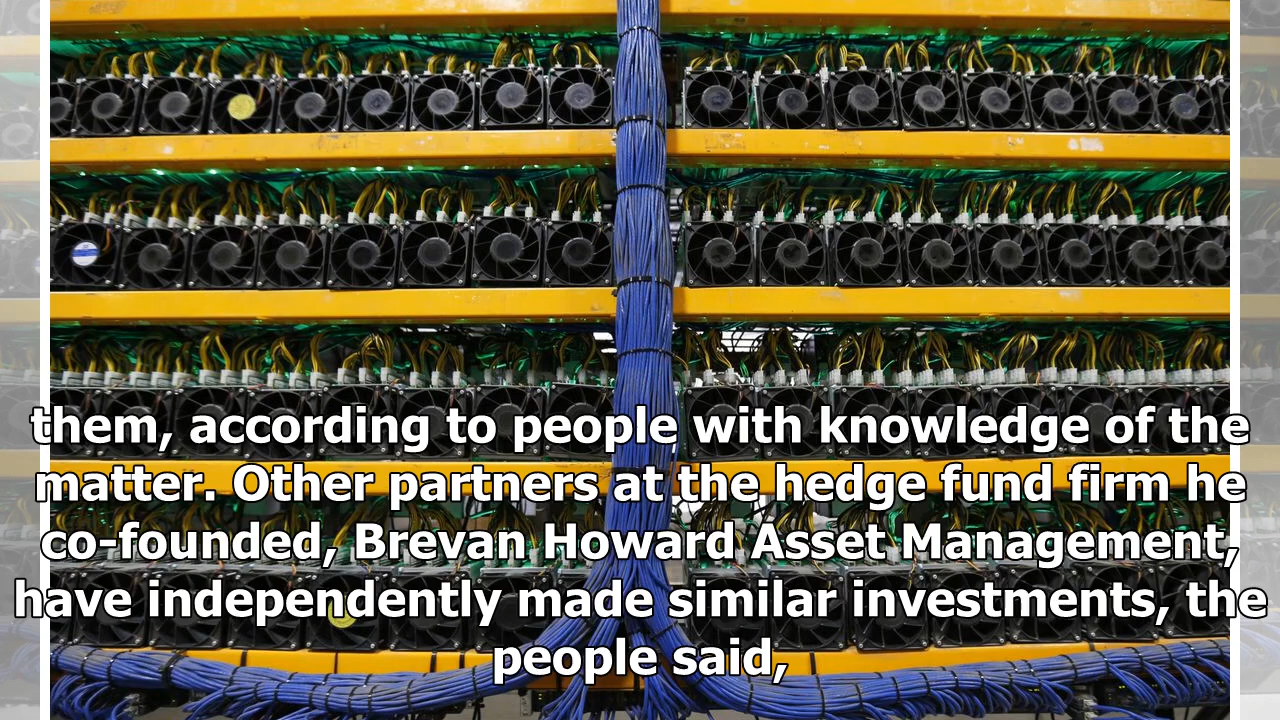 them, according to people with knowledge of the
matter. Other partners at the hedge fund firm he
co-founded, Brevan Howard Asset Management,
have independently made similar investments, the
people said,